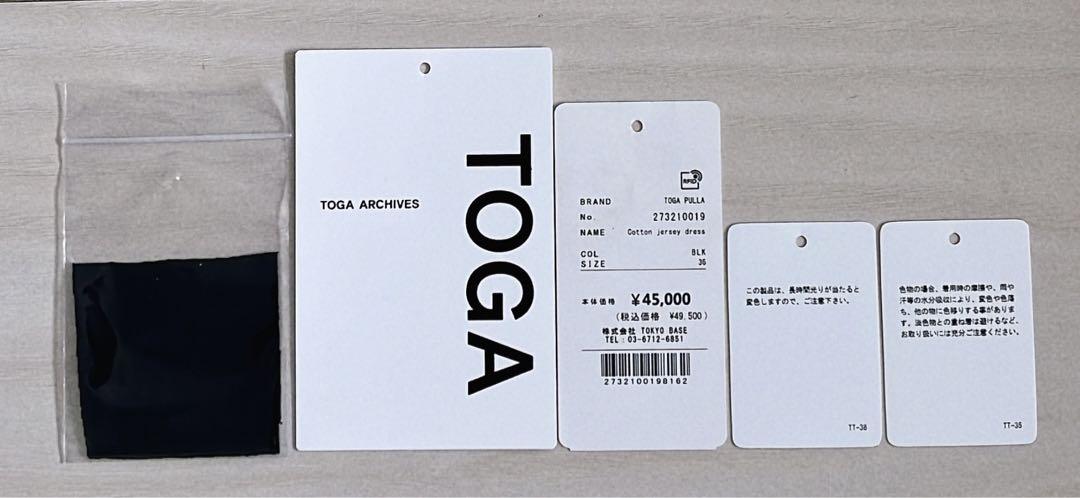 TOGA ARCHIVES
TOGA
RFID
BRAND TOGA PULLA
No. 273210019
NAME Cotton jersey dress
COL BLK
SIZE 36
本体価格 ¥45,000
(税込価格 ¥49,500)
株式会社 TOKYO BASE
TEL:03-6712-6851
2732100198162
この製品は、長時間光りが当たると
変色しますので、ご注意下さい。
TT-38
色物の場合、着用時の摩擦や、雨や
汗等の水分吸収により、変色や色落
ち、他の物に色移りする事がありま
す。淡色物との重ね着は避けるなど、
お取り扱いには充分ご注意ください。
TT-35